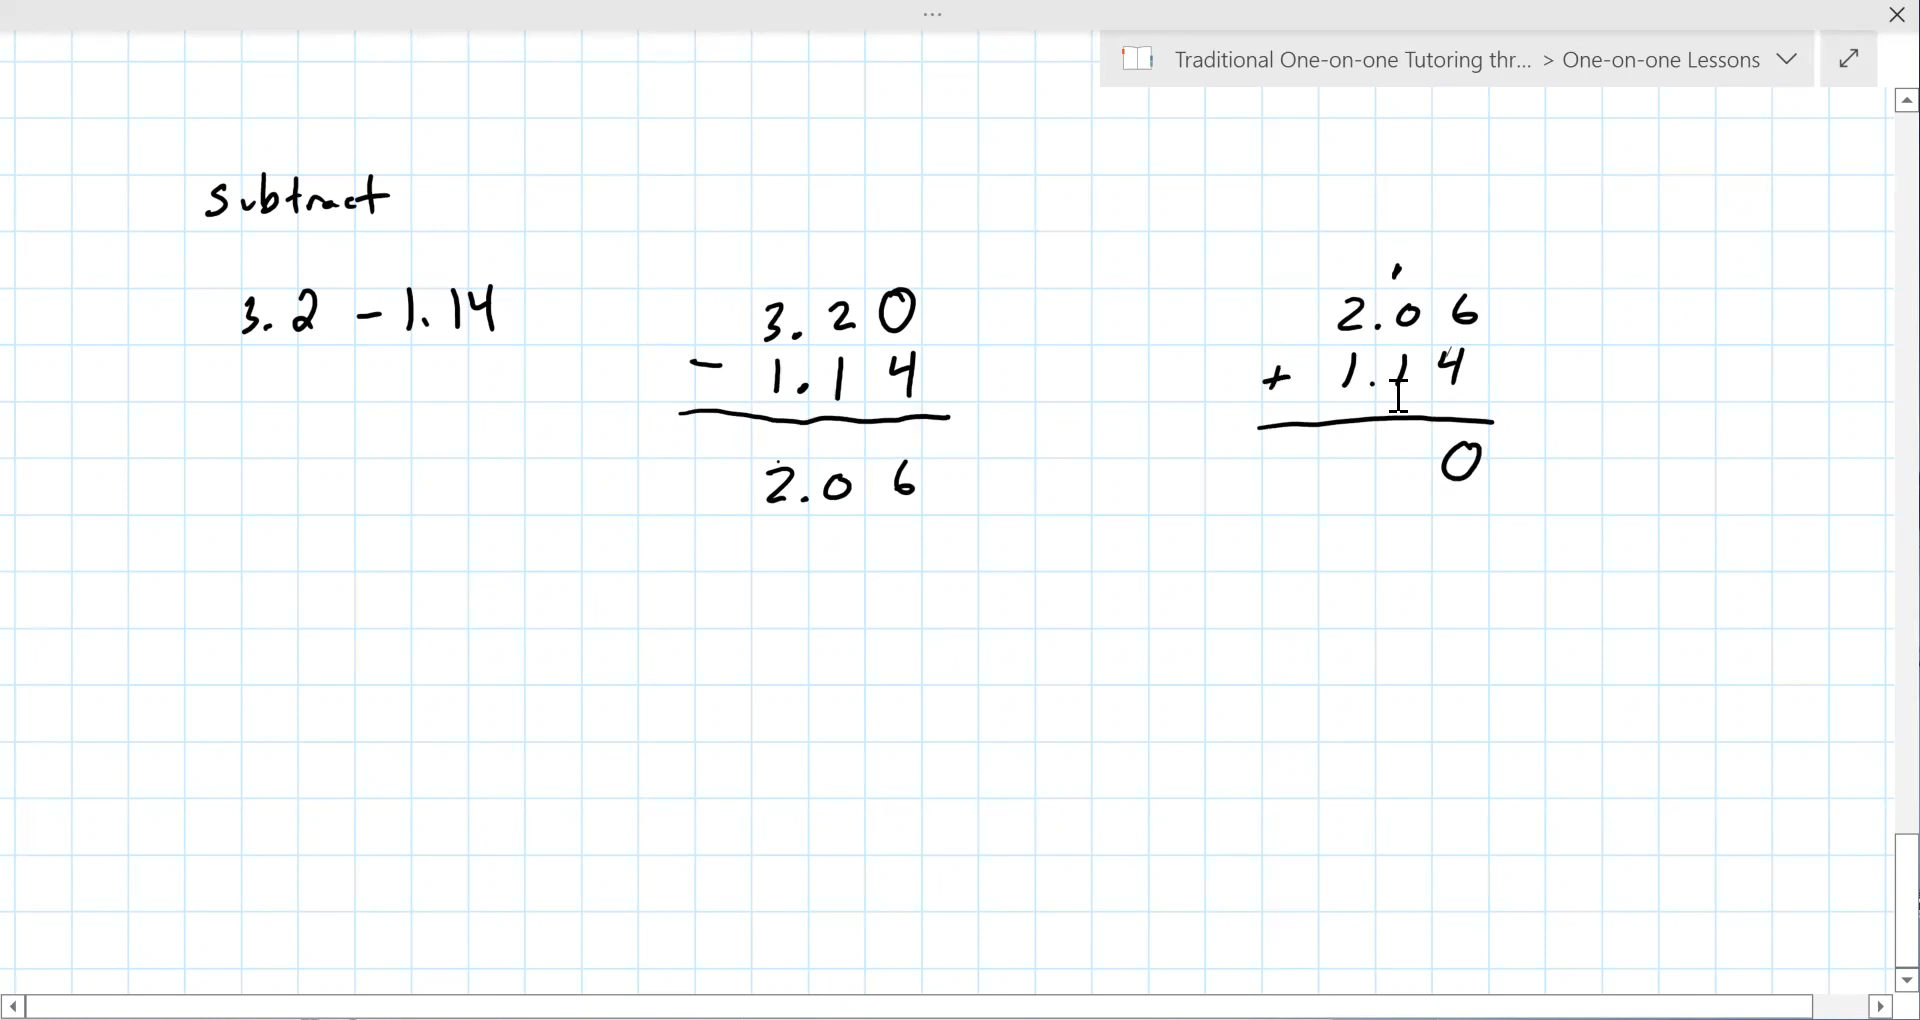 ...
Traditional One-on-one Tutoring thr... > One-on-one Lessons
subtract
3.2 - 1.14
3.20
- 1.14
2.06
1
2.06
+ 1.14
0